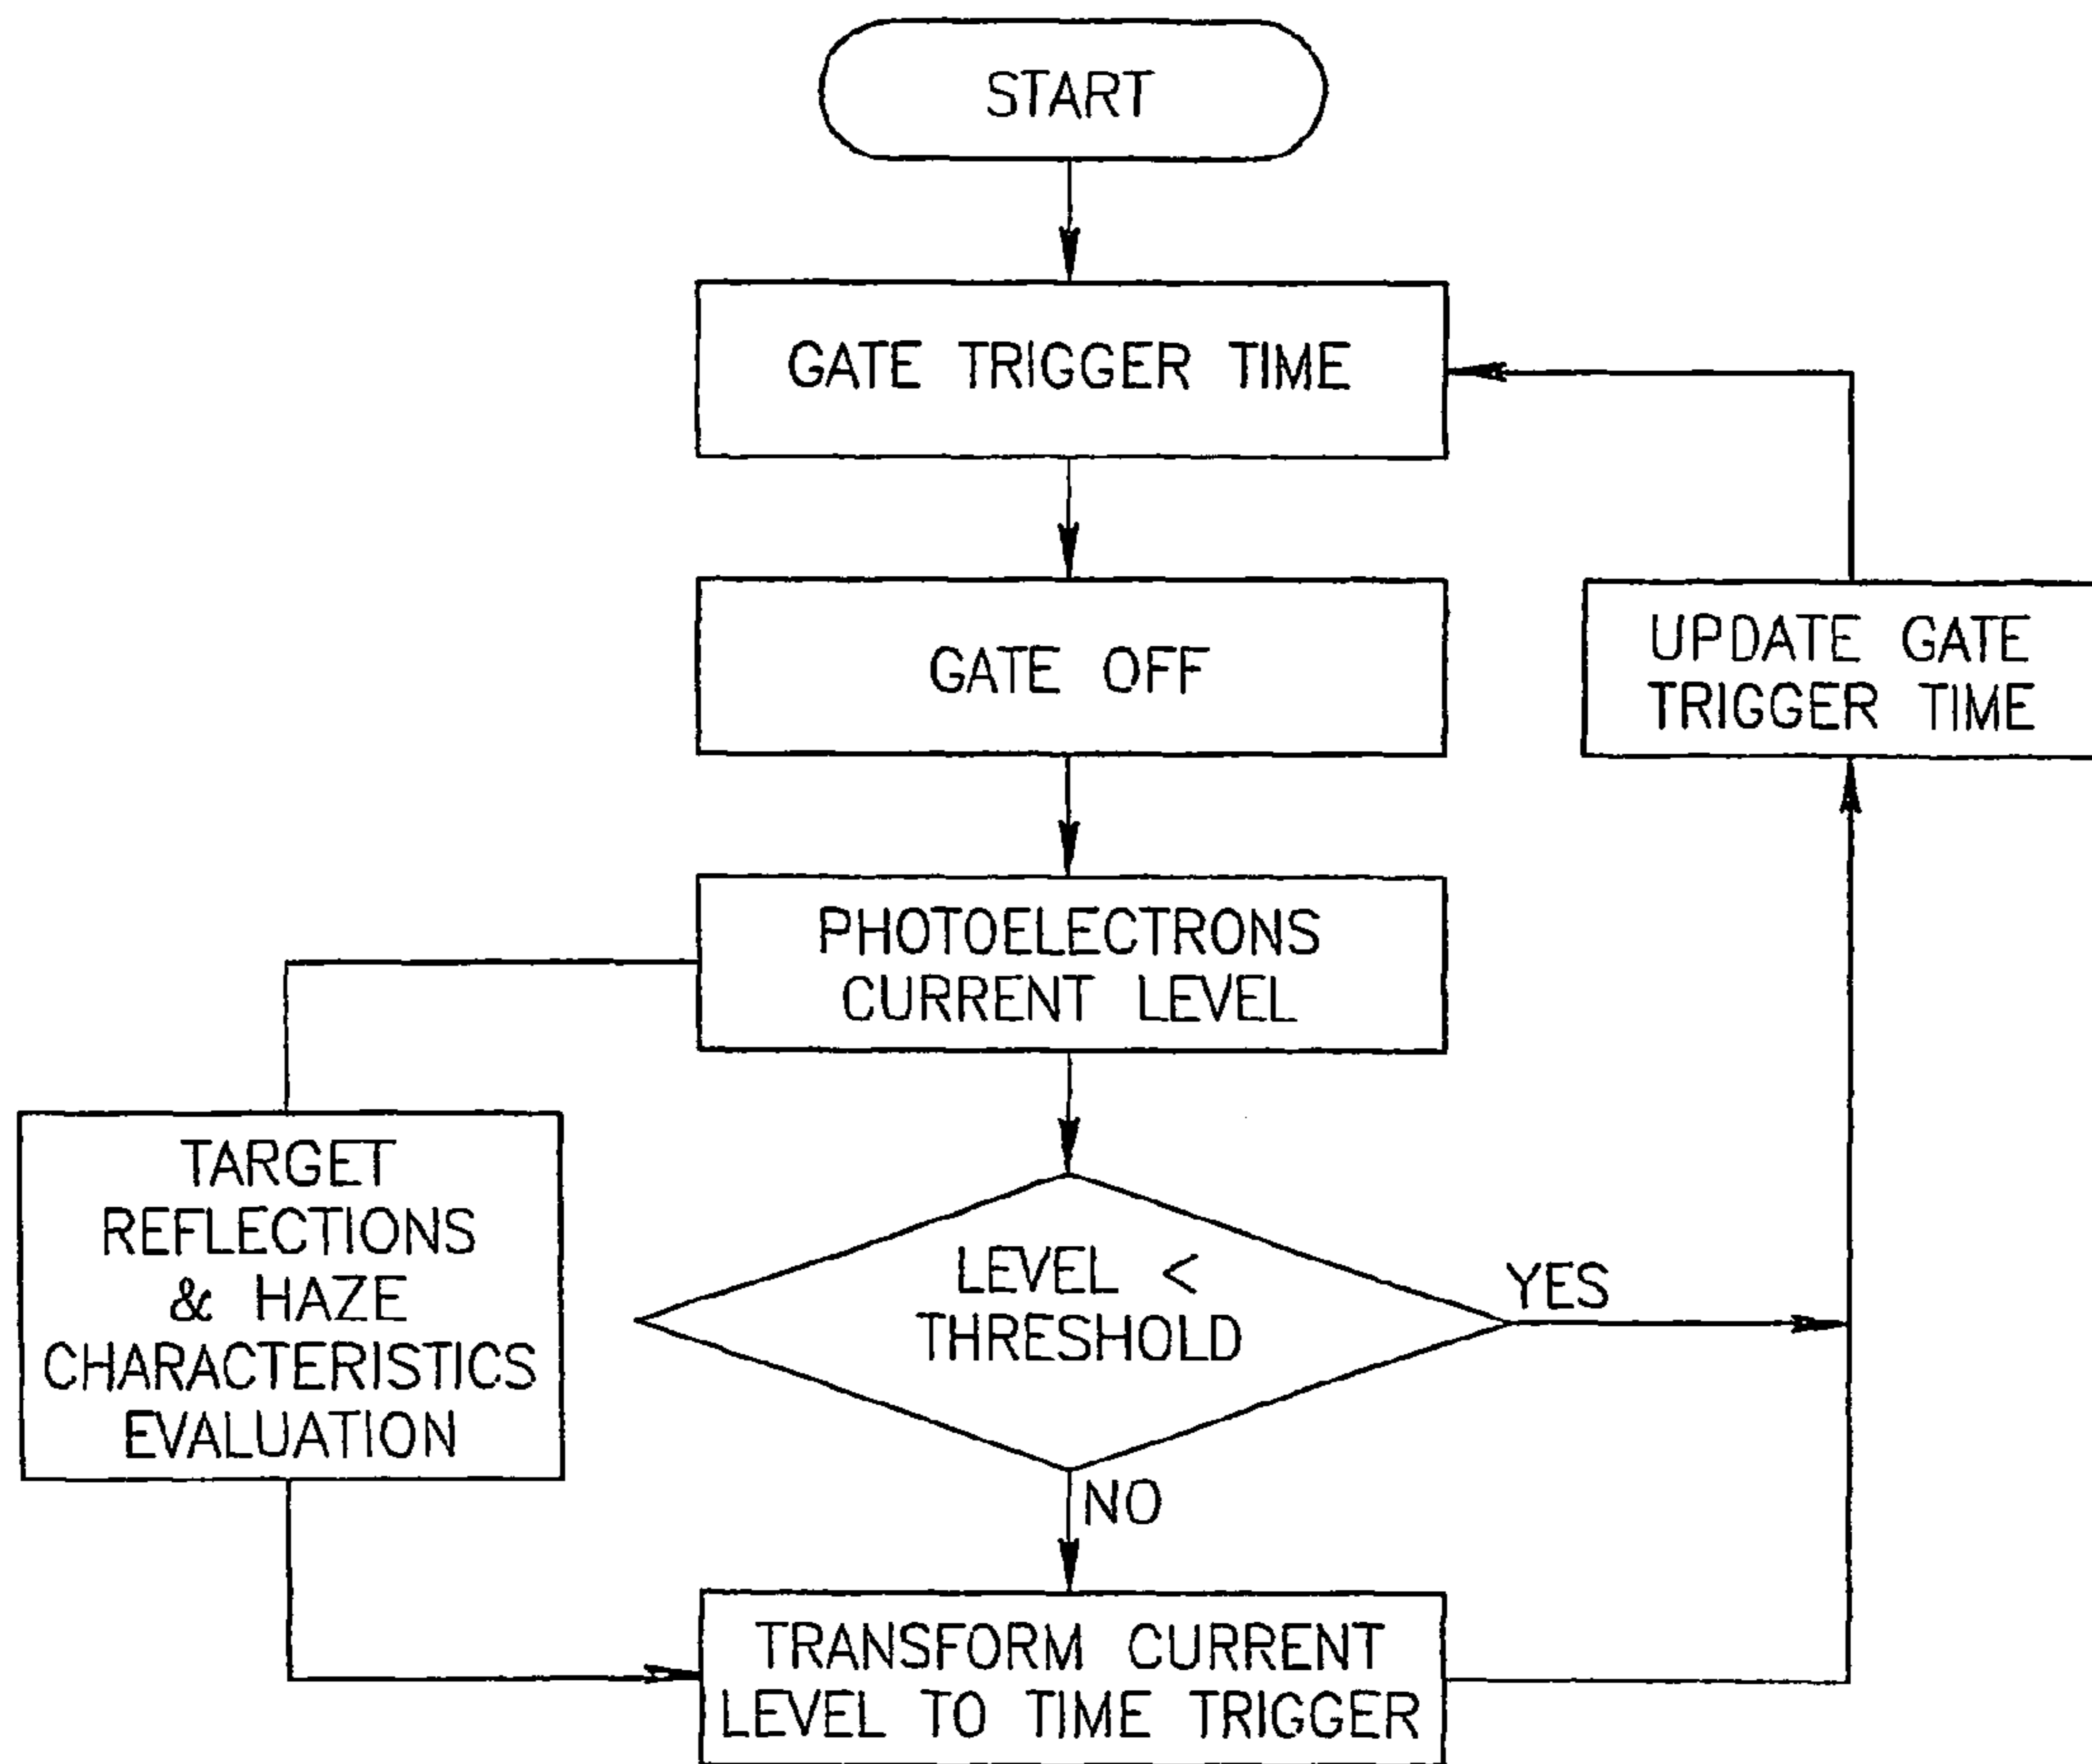 START
GATE TRIGGER TIME
GATE OFF
UPDATE GATE
TRIGGER TIME
PHOTOELECTRONS
CURRENT LEVEL
TARGET
REFLECTIONS
& HAZE
CHARACTERISTICS
EVALUATION
LEVEL <
THRESHOLD
YES
NO
TRANSFORM CURRENT
LEVEL TO TIME TRIGGER